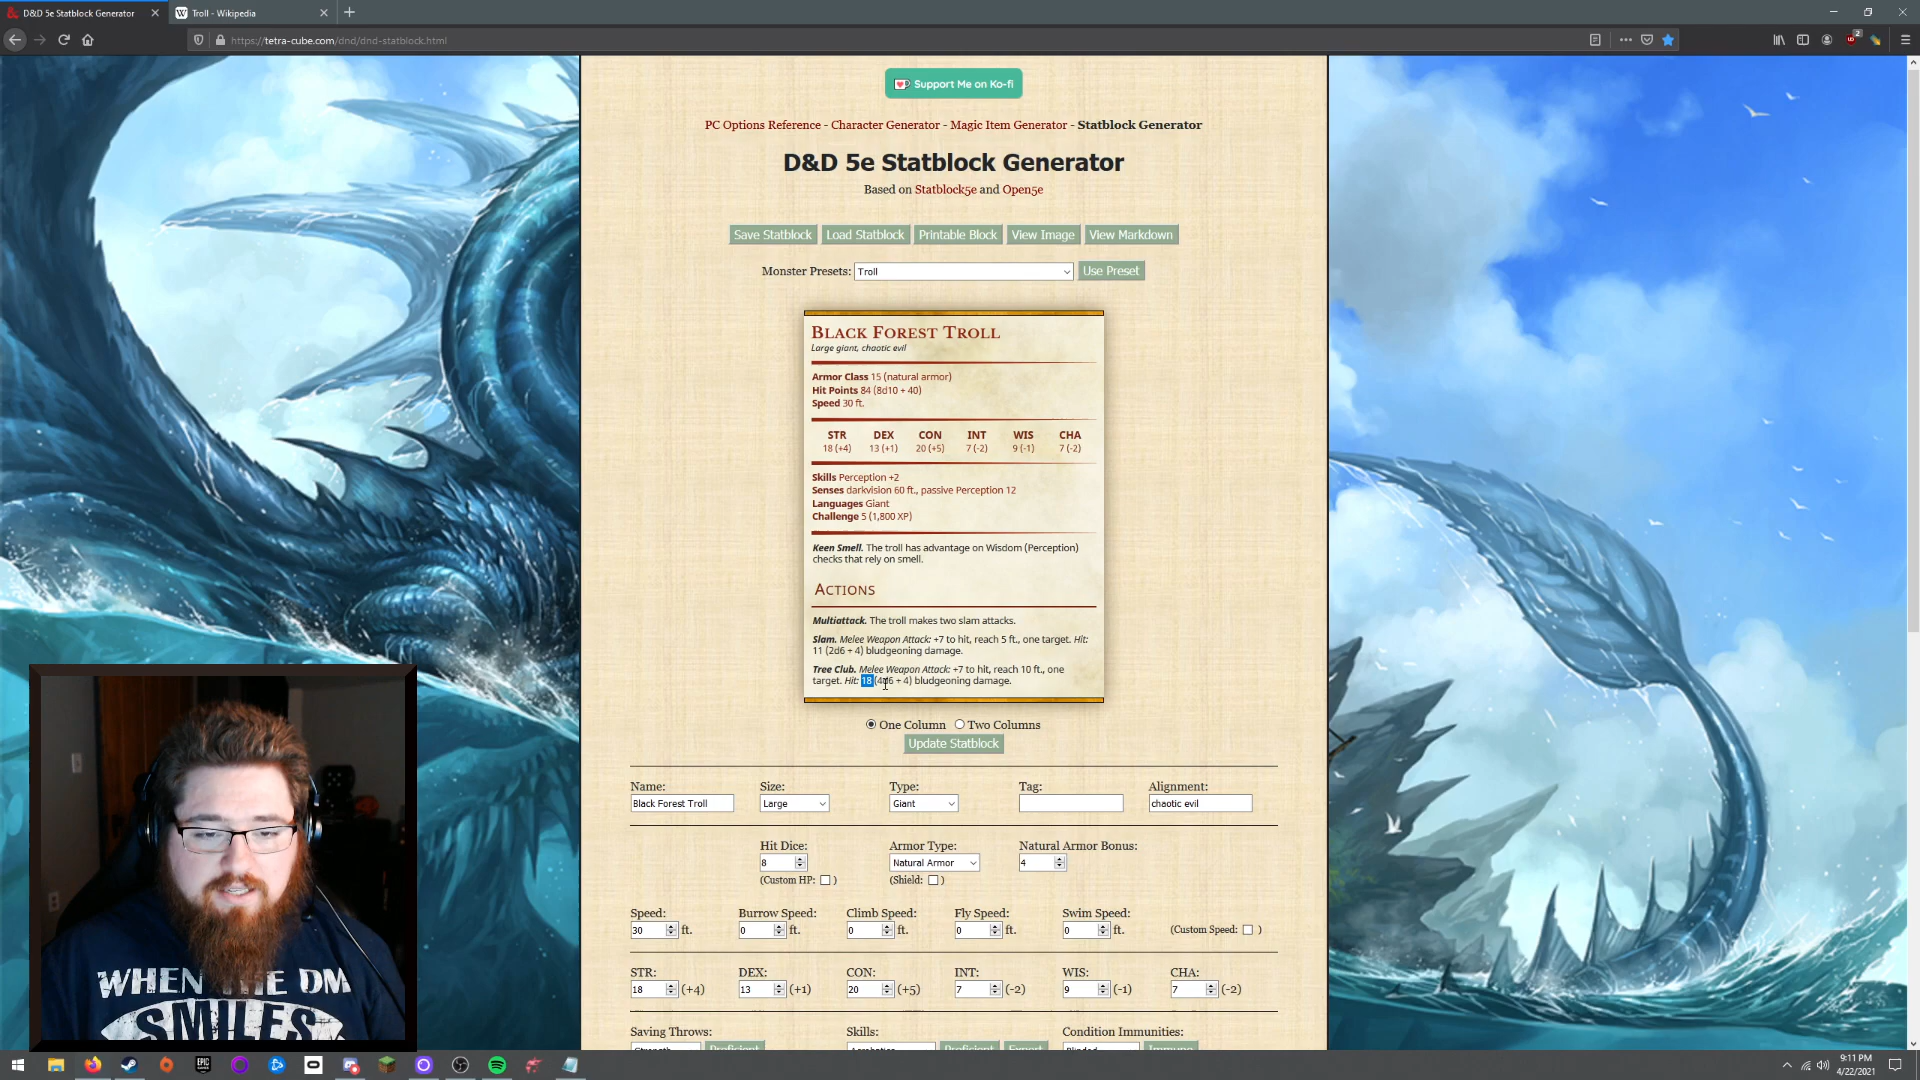 D&D 5e Statblock Generator
W Troll - Wikipedia
https://tetra-cube.com/dnd/dnd-statblock.html
2
Support Me on Ko-fi
PC Options Reference - Character Generator - Magic Item Generator - Statblock Generator
D&D 5e Statblock Generator
Based on Statblock5e and Open5e
Save Statblock Load Statblock Printable Block View Image View Markdown
Monster Presets: Troll Use Preset
Black Forest Troll
Large giant, chaotic evil
Armor Class 15 (natural armor)
Hit Points 84 (8d10 + 40)
Speed 30 ft.
STR DEX CON INT WIS CHA
18 (+4) 13 (+1) 20 (+5) 7 (-2) 9 (-1) 7 (-2)
Skills Perception +2
Senses darkvision 60 ft., passive Perception 12
Languages Giant
Challenge 5 (1,800 XP)
Keen Smell. The troll has advantage on Wisdom (Perception)
checks that rely on smell.
Actions
Multiattack. The troll makes two slam attacks.
Slam. Melee Weapon Attack: +7 to hit, reach 5 ft., one target. Hit:
11 (2d6 + 4) bludgeoning damage.
Tree Club. Melee Weapon Attack: +7 to hit, reach 10 ft., one
target. Hit: 18 (4d6 + 4) bludgeoning damage.
One Column Two Columns
Update Statblock
Name: Size: Type: Tag: Alignment:
Black Forest Troll Large Giant chaotic evil
Hit Dice: Armor Type: Natural Armor Bonus:
8 Natural Armor 4
(Custom HP: ) (Shield: )
Speed: Burrow Speed: Climb Speed: Fly Speed: Swim Speed:
30 ft. 0 ft. 0 ft. 0 ft. 0 ft. (Custom Speed: )
STR: DEX: CON: INT: WIS: CHA:
18 (+4) 13 (+1) 20 (+5) 7 (-2) 9 (-1) 7 (-2)
Saving Throws: Skills: Condition Immunities:
Strength Proficient Acrobatics Proficient Expert Blinded Immune
WHEN THE DM
SMILES
EPIC
GAMES
9:11 PM
4/22/2021